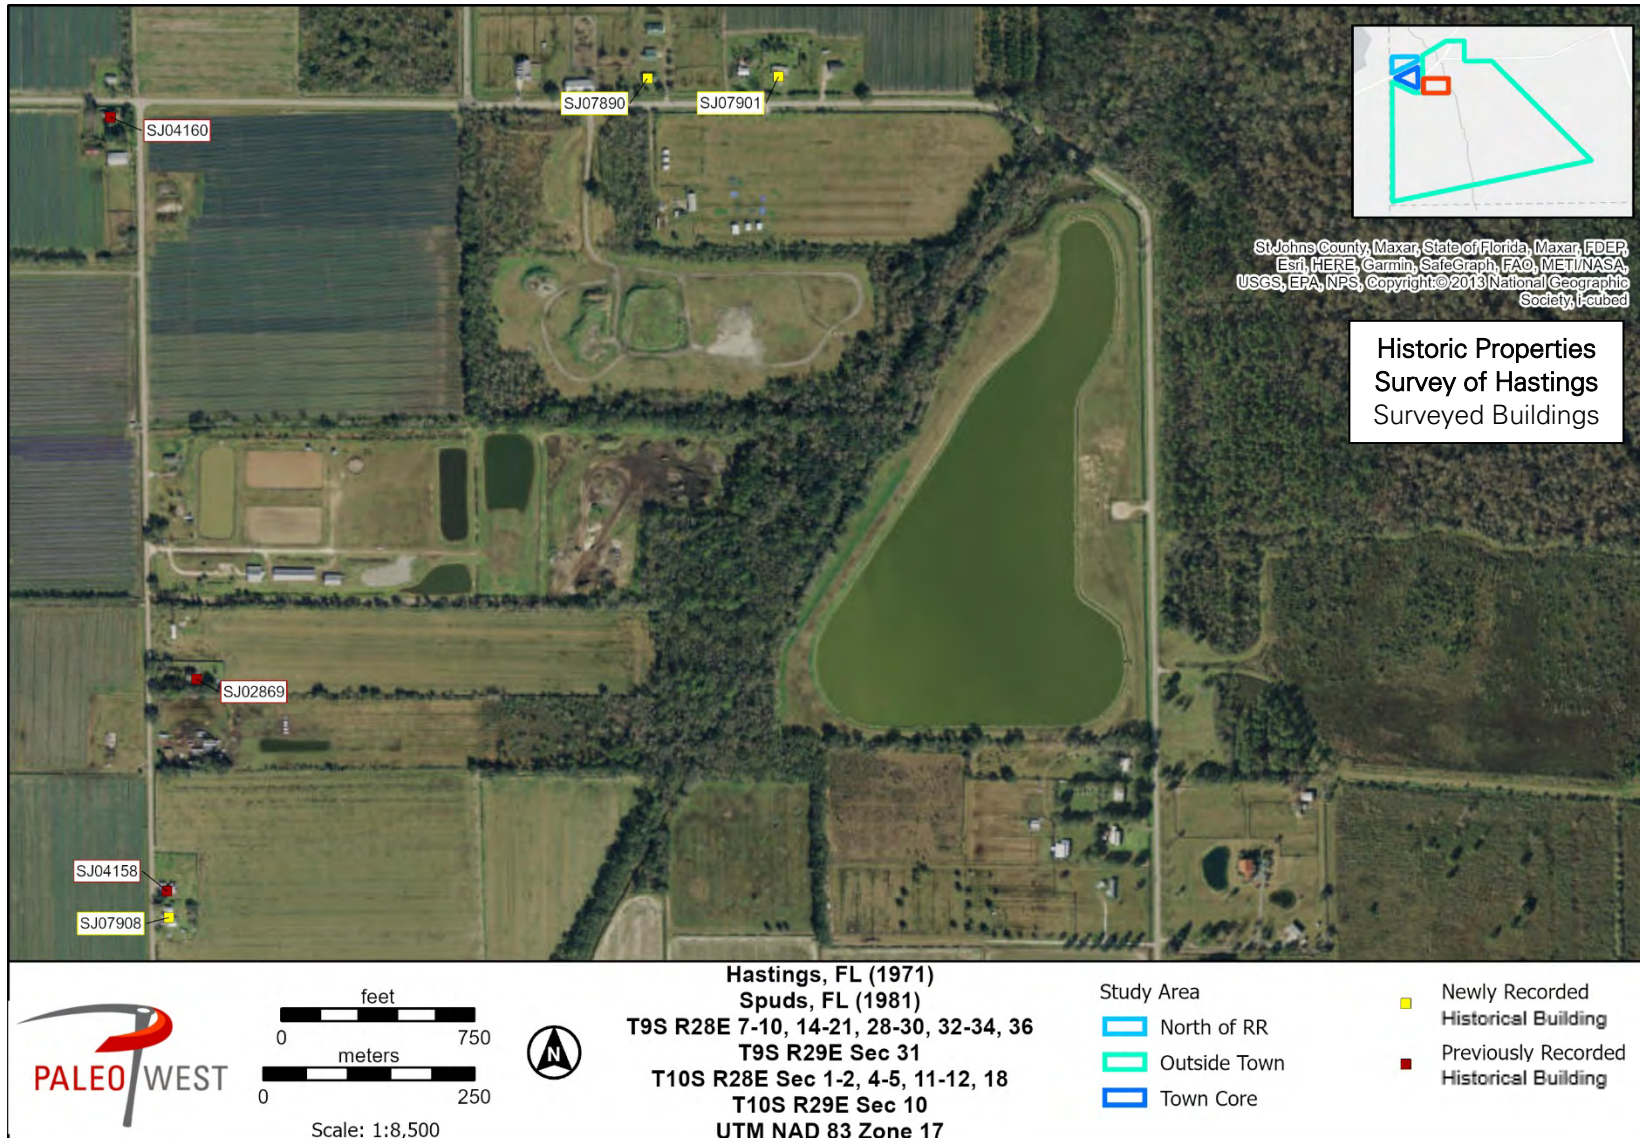 SJ07890
SJ07901
SJ04160
St Johns County, Maxar, State of Florida, Maxar, FDEP,
Esri, HERE, Garmin, SafeGraph, FAO, METI/NASA,
USGS, EPA, NPS, Copyright:© 2013 National Geographic
Society, i-cubed
Historic Properties
Survey of Hastings
Surveyed Buildings
SJ02869
SJ04158
SJ07908
PALEO WEST
feet
0 750
meters
0 250
Scale: 1:8,500
N
Hastings, FL (1971)
Spuds, FL (1981)
T9S R28E 7-10, 14-21, 28-30, 32-34, 36
T9S R29E Sec 31
T10S R28E Sec 1-2, 4-5, 11-12, 18
T10S R29E Sec 10
UTM NAD 83 Zone 17
Study Area
North of RR
Outside Town
Town Core
Newly Recorded
Historical Building
Previously Recorded
Historical Building